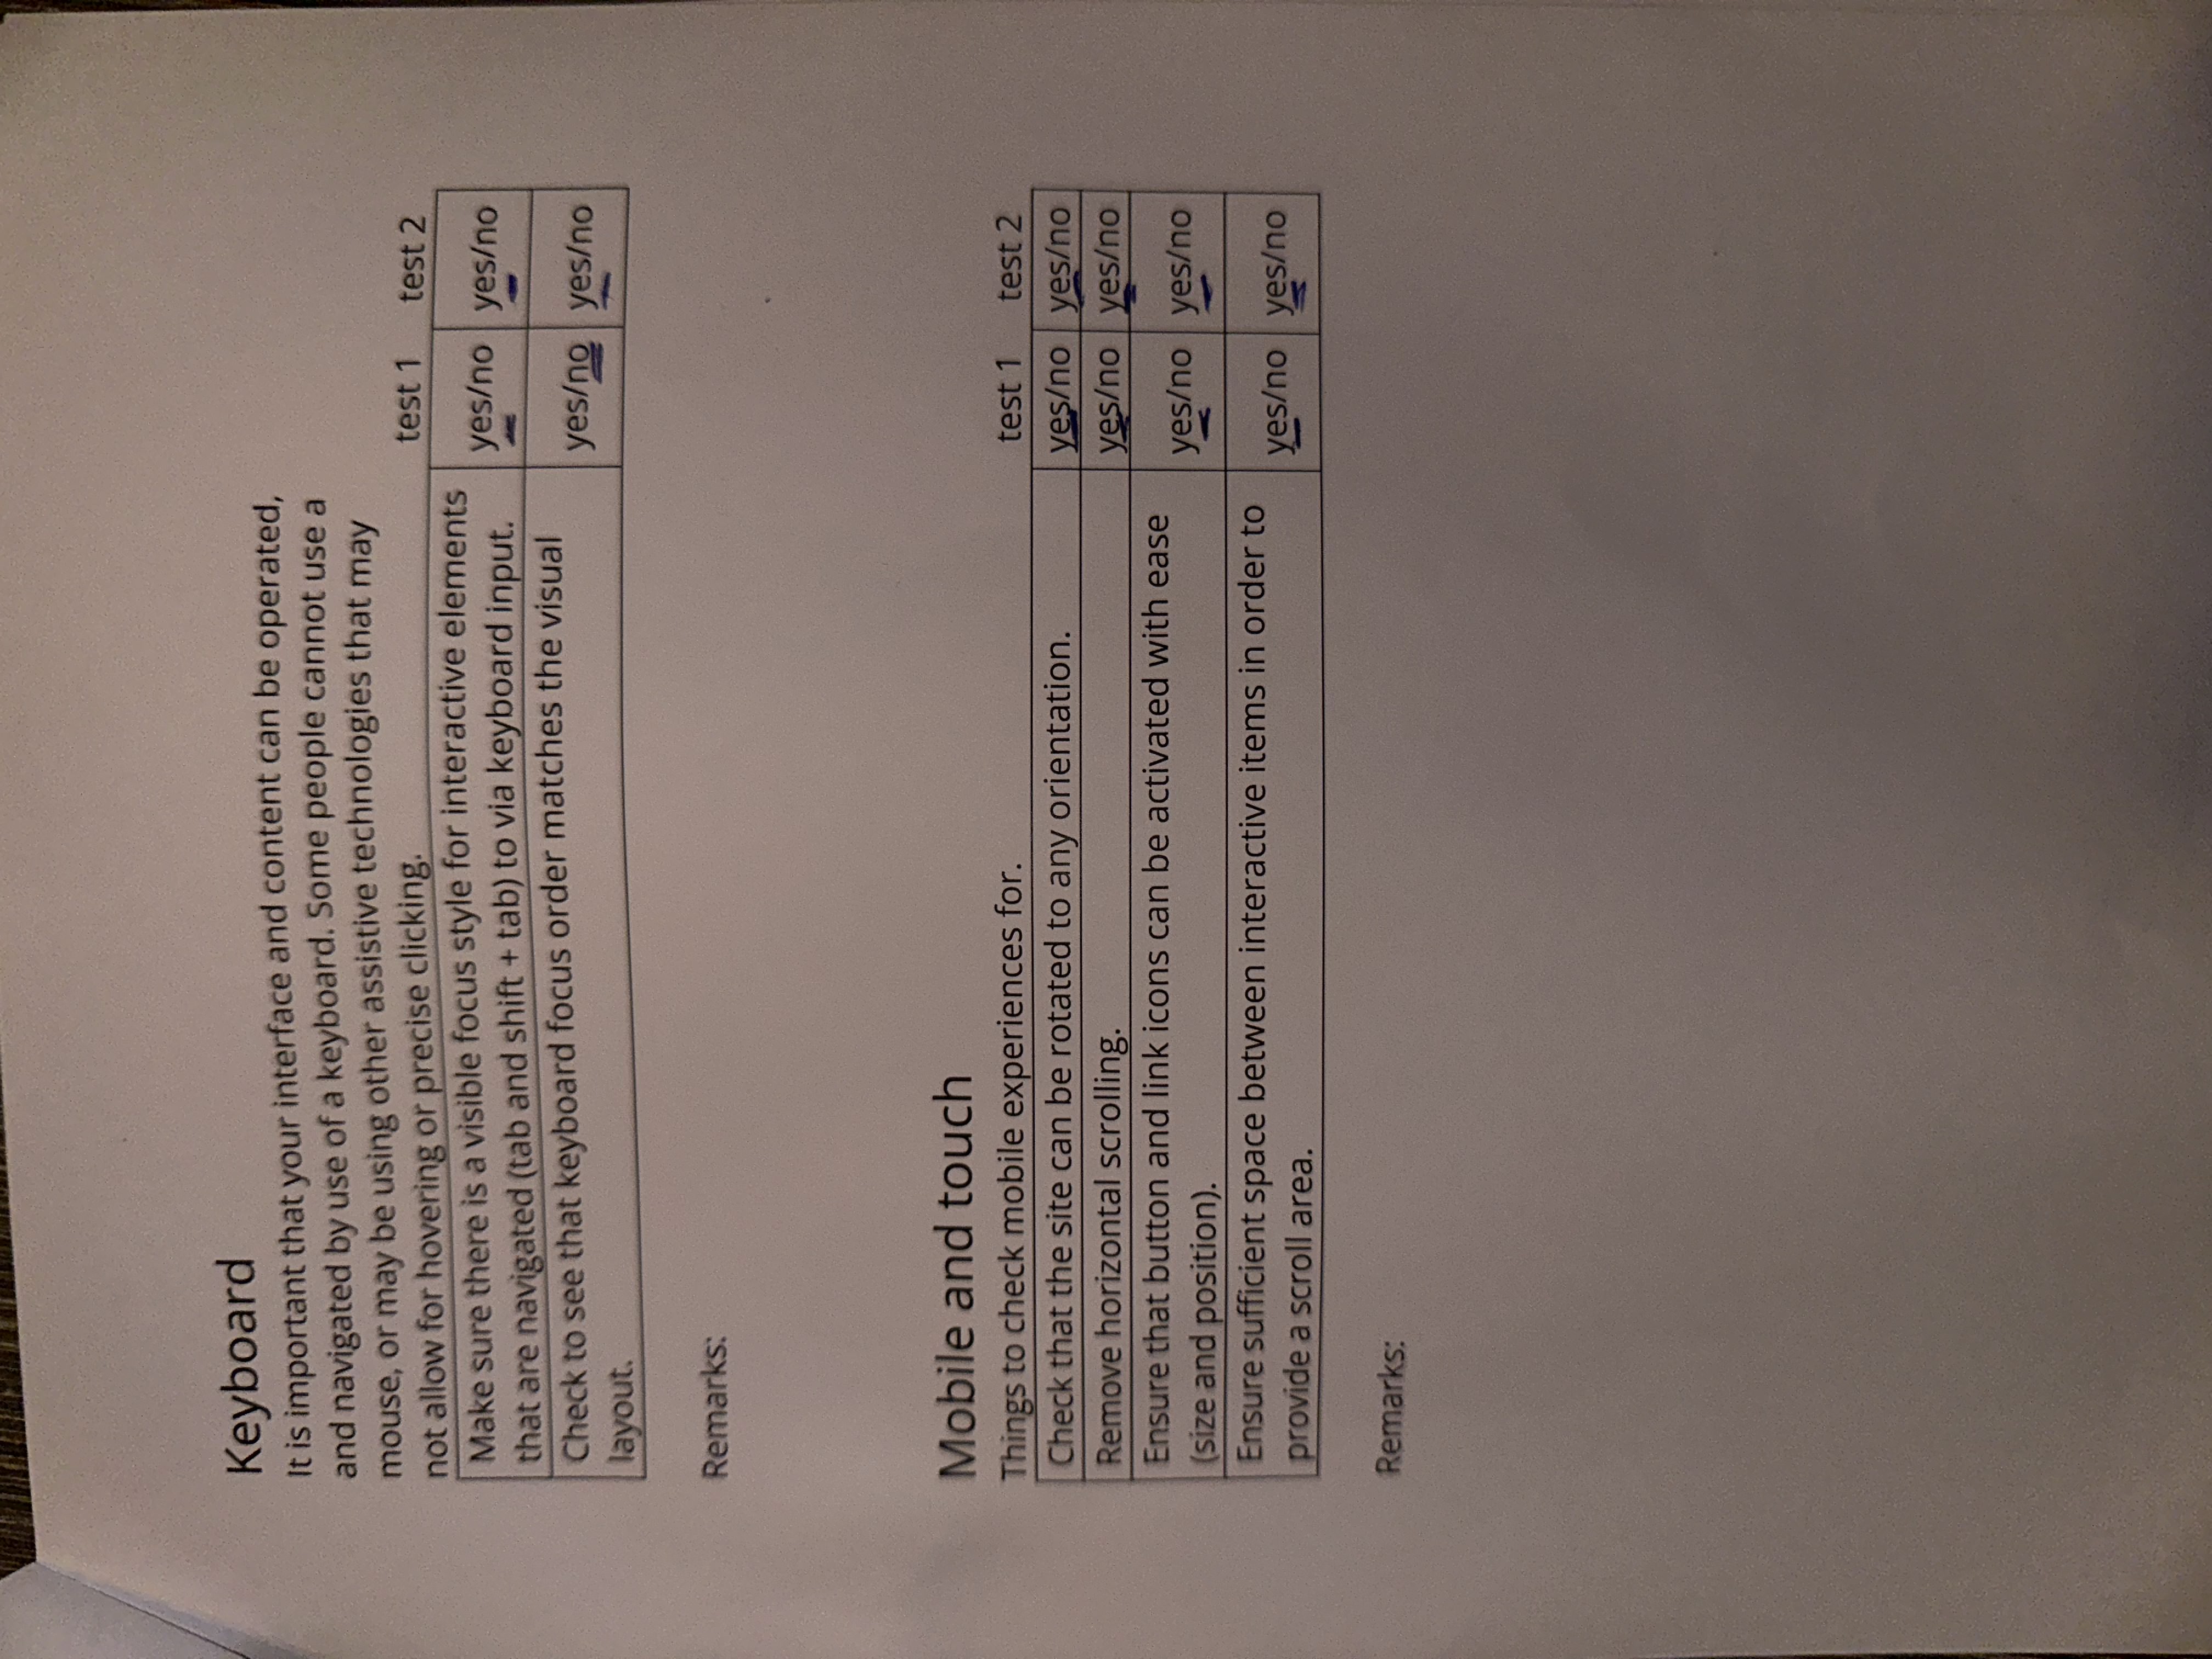 Keyboard
It is important that your interface and content can be operated,
and navigated by use of a keyboard. Some people cannot use a
mouse, or may be using other assistive technologies that may
not allow for hovering or precise clicking.
test 1 test 2
Make sure there is a visible focus style for interactive elements
that are navigated (tab and shift + tab) to via keyboard input.
yes/no yes/no
Check to see that keyboard focus order matches the visual
layout.
yes/no yes/no
Remarks:
Mobile and touch
Things to check mobile experiences for. test 1 test 2
Check that the site can be rotated to any orientation. yes/no yes/no
Remove horizontal scrolling. yes/no yes/no
Ensure that button and link icons can be activated with ease
(size and position).
yes/no yes/no
Ensure sufficient space between interactive items in order to
provide a scroll area.
yes/no yes/no
Remarks: